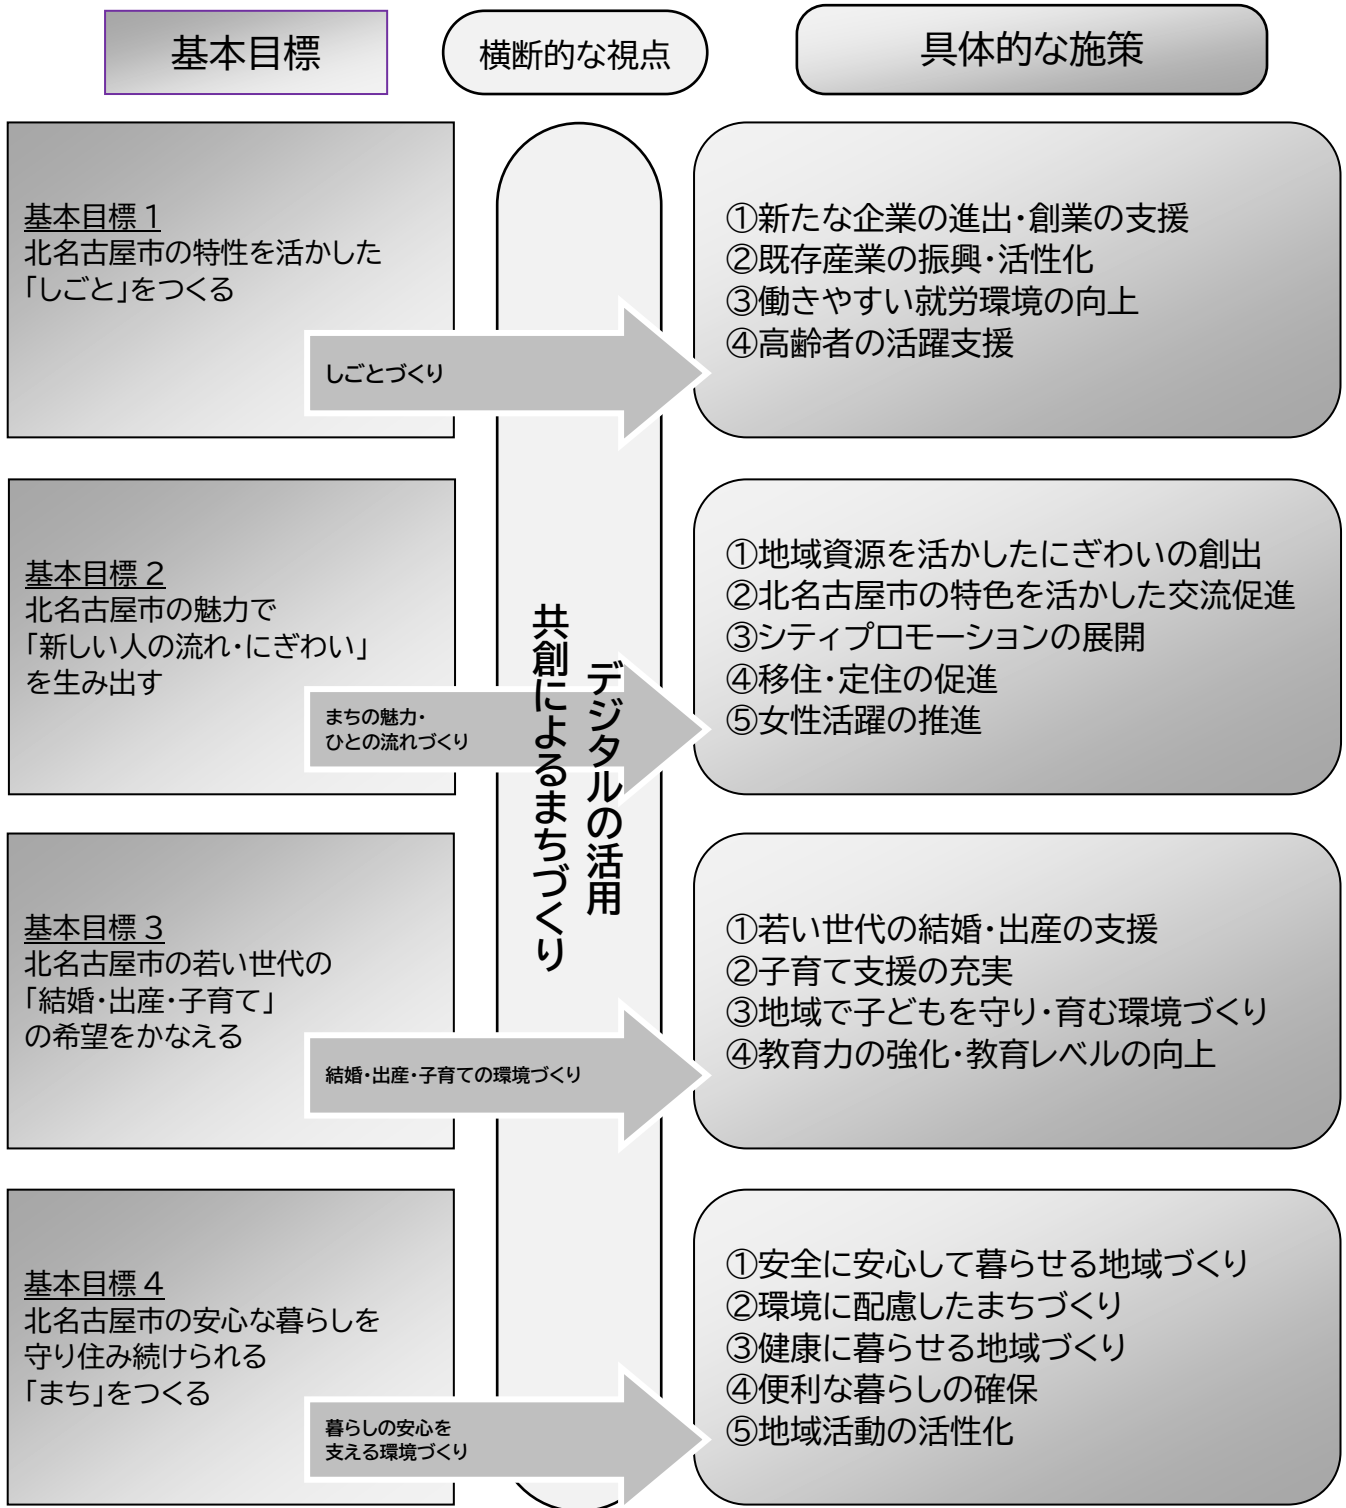 基本目標
横断的な視点
具体的な施策
基本目標1
北名古屋市の特性を活かした
「しごと」をつくる
しごとづくり
①新たな企業の進出・創業の支援
②既存産業の振興・活性化
③働きやすい就労環境の向上
④高齢者の活躍支援
基本目標2
北名古屋市の魅力で
「新しい人の流れ・にぎわい」
を生み出す
まちの魅力・
ひとの流れづくり
デジタルの活用
共創によるまちづくり
①地域資源を活かしたにぎわいの創出
②北名古屋市の特色を活かした交流促進
③シティプロモーションの展開
④移住・定住の促進
⑤女性活躍の推進
基本目標3
北名古屋市の若い世代の
「結婚・出産・子育て」
の希望をかなえる
結婚・出産・子育ての環境づくり
①若い世代の結婚・出産の支援
②子育て支援の充実
③地域で子どもを守り・育む環境づくり
④教育力の強化・教育レベルの向上
基本目標4
北名古屋市の安心な暮らしを
守り住み続けられる
「まち」をつくる
暮らしの安心を
支える環境づくり
①安全に安心して暮らせる地域づくり
②環境に配慮したまちづくり
③健康に暮らせる地域づくり
④便利な暮らしの確保
⑤地域活動の活性化